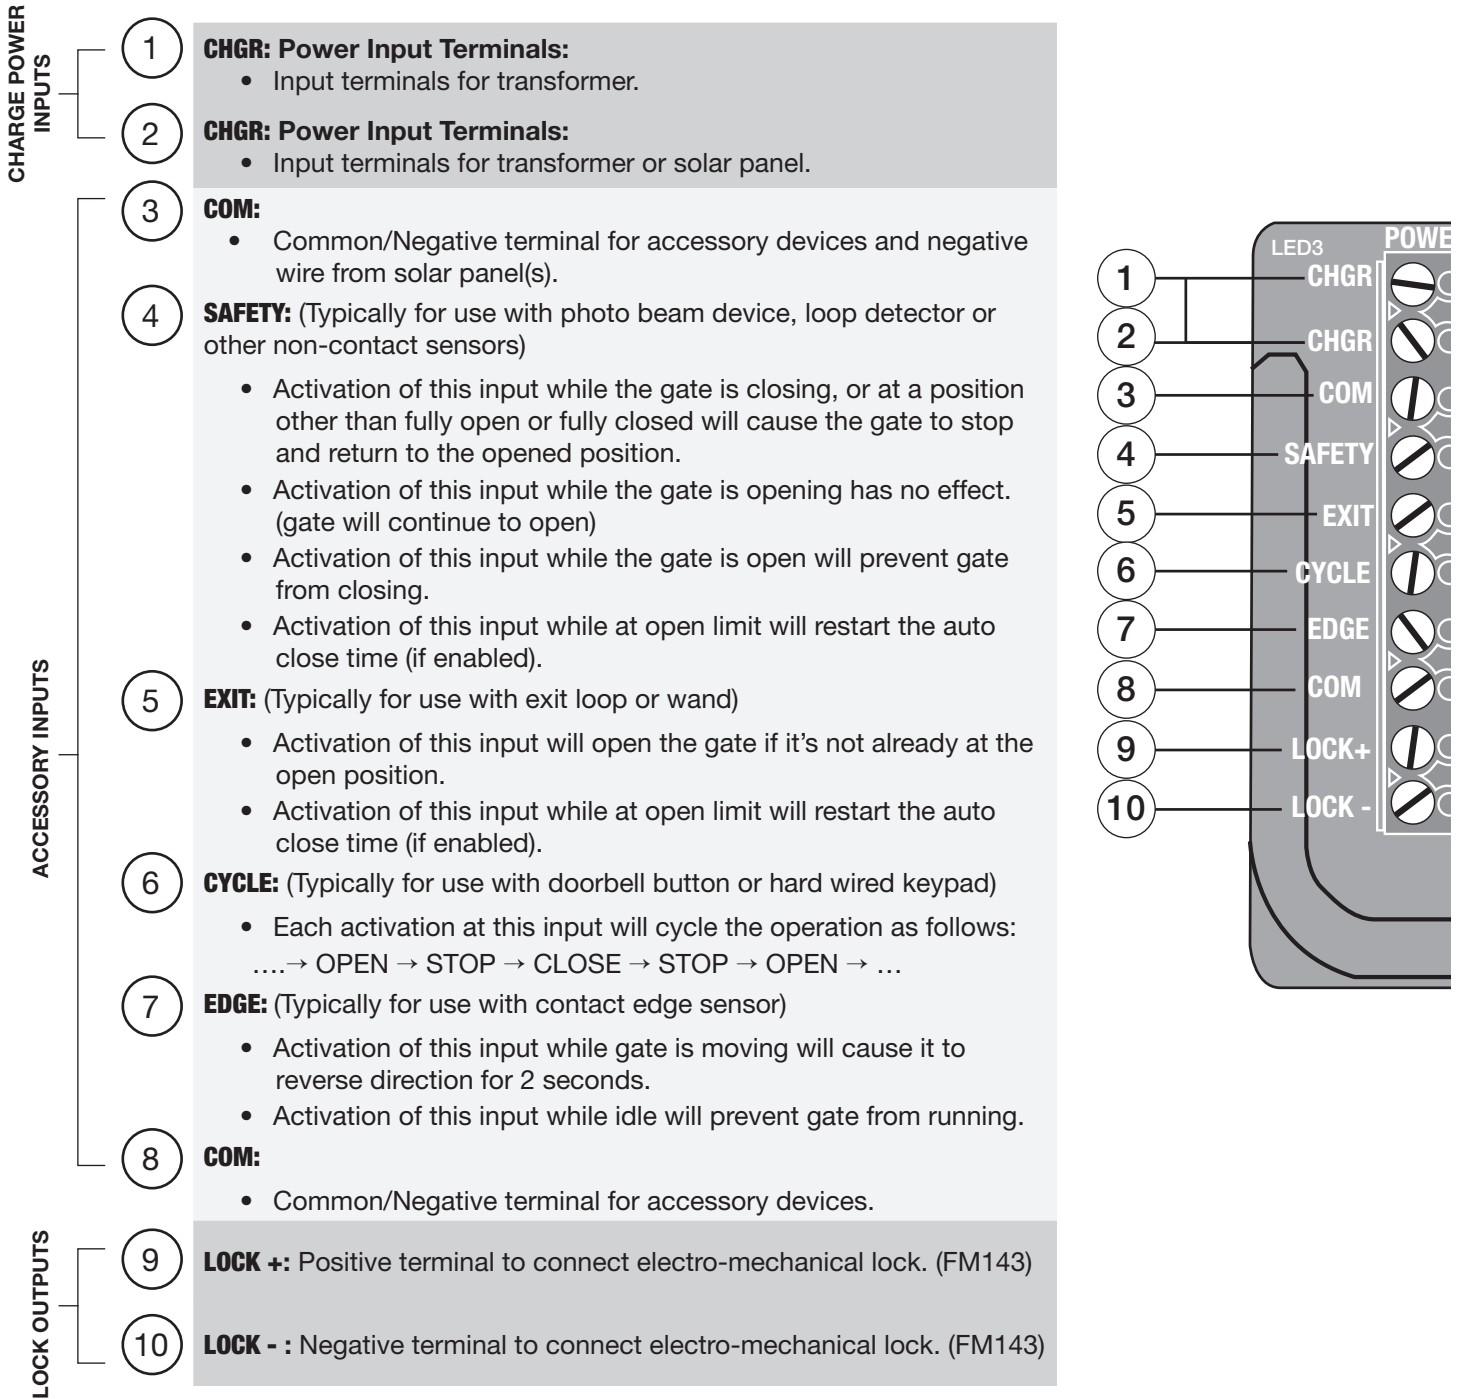 CHARGE POWER
INPUTS
1
CHGR: Power Input Terminals:
• Input terminals for transformer.
2
CHGR: Power Input Terminals:
• Input terminals for transformer or solar panel.
ACCESSORY INPUTS
3
COM:
• Common/Negative terminal for accessory devices and negative
wire from solar panel(s).
4
SAFETY: (Typically for use with photo beam device, loop detector or
other non-contact sensors)
• Activation of this input while the gate is closing, or at a position
other than fully open or fully closed will cause the gate to stop
and return to the opened position.
• Activation of this input while the gate is opening has no effect.
(gate will continue to open)
• Activation of this input while the gate is open will prevent gate
from closing.
• Activation of this input while at open limit will restart the auto
close time (if enabled).
5
EXIT: (Typically for use with exit loop or wand)
• Activation of this input will open the gate if it's not already at the
open position.
• Activation of this input while at open limit will restart the auto
close time (if enabled).
6
CYCLE: (Typically for use with doorbell button or hard wired keypad)
• Each activation at this input will cycle the operation as follows:
….→ OPEN → STOP → CLOSE → STOP → OPEN → …
7
EDGE: (Typically for use with contact edge sensor)
• Activation of this input while gate is moving will cause it to
reverse direction for 2 seconds.
• Activation of this input while idle will prevent gate from running.
8
COM:
• Common/Negative terminal for accessory devices.
LOCK OUTPUTS
9
LOCK +: Positive terminal to connect electro-mechanical lock. (FM143)
10
LOCK - : Negative terminal to connect electro-mechanical lock. (FM143)
LED3
POWE
1 CHGR
2 CHGR
3 COM
4 SAFETY
5 EXIT
6 CYCLE
7 EDGE
8 COM
9 LOCK+
10 LOCK -